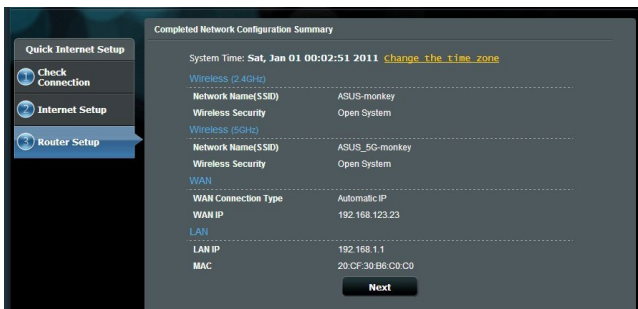 Completed Network Configuration Summary
Quick Internet Setup
1 Check Connection
2 Internet Setup
3 Router Setup
System Time: Sat, Jan 01 00:02:51 2011 Change the time zone
Wireless (2.4GHz)
Network Name(SSID) ASUS-monkey
Wireless Security Open System
Wireless (5GHz)
Network Name(SSID) ASUS_5G-monkey
Wireless Security Open System
WAN
WAN Connection Type Automatic IP
WAN IP 192.168.123.23
LAN
LAN IP 192.168.1.1
MAC 20:CF:30:B6:C0:C0
Next